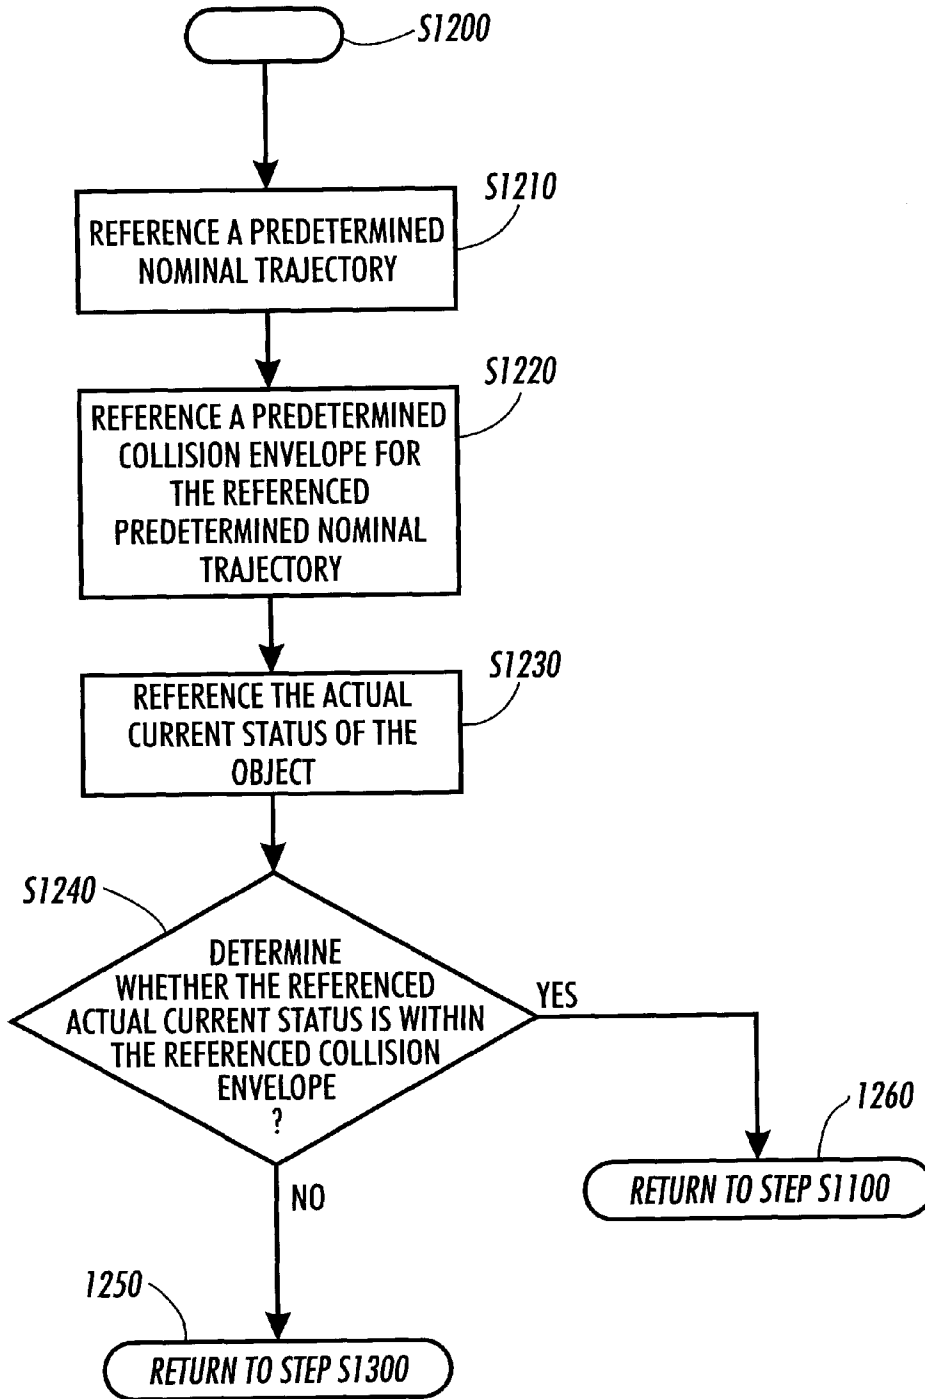 S1200
S1210
REFERENCE A PREDETERMINED
NOMINAL TRAJECTORY
S1220
REFERENCE A PREDETERMINED
COLLISION ENVELOPE FOR
THE REFERENCED
PREDETERMINED NOMINAL
TRAJECTORY
S1230
REFERENCE THE ACTUAL
CURRENT STATUS OF THE
OBJECT
S1240
DETERMINE
WHETHER THE REFERENCED
ACTUAL CURRENT STATUS IS WITHIN
THE REFERENCED COLLISION
ENVELOPE
?
YES
1260
RETURN TO STEP S1100
NO
1250
RETURN TO STEP S1300